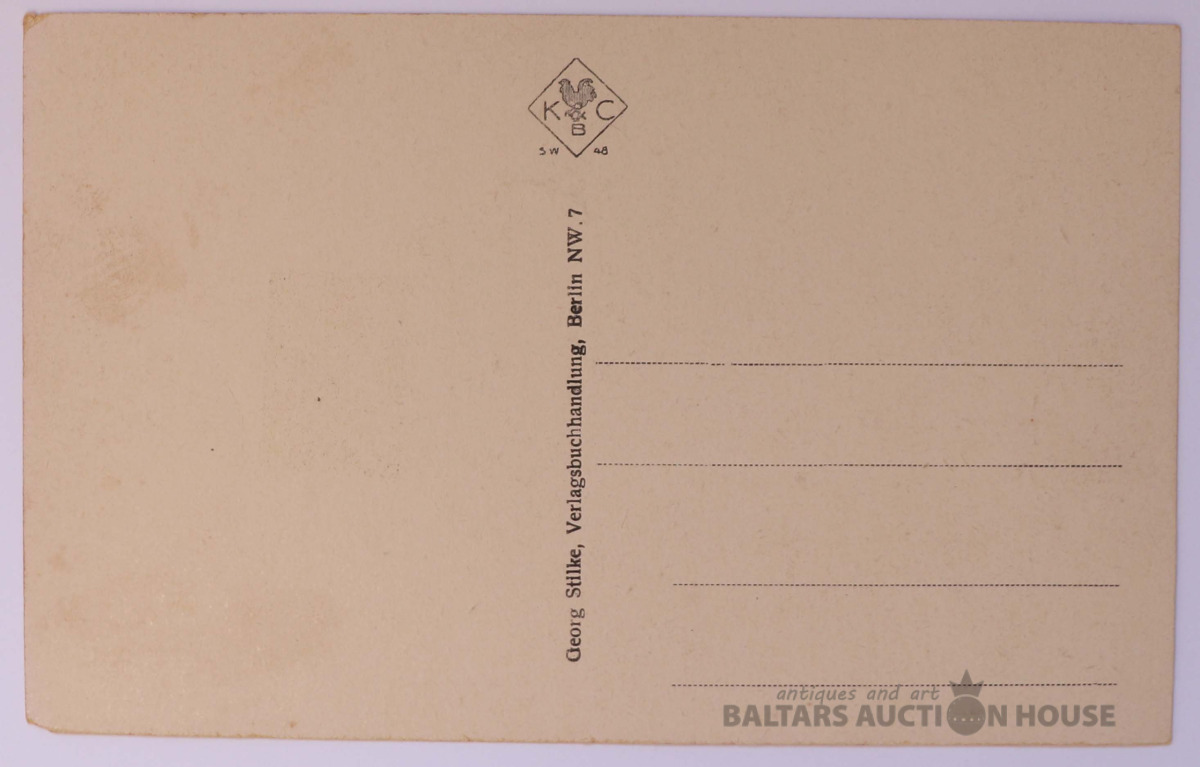 K C
B
SW 48
Georg Stilke, Verlagsbuchhandlung, Berlin NW. 7
antiques and art
BALTARS AUCTION HOUSE